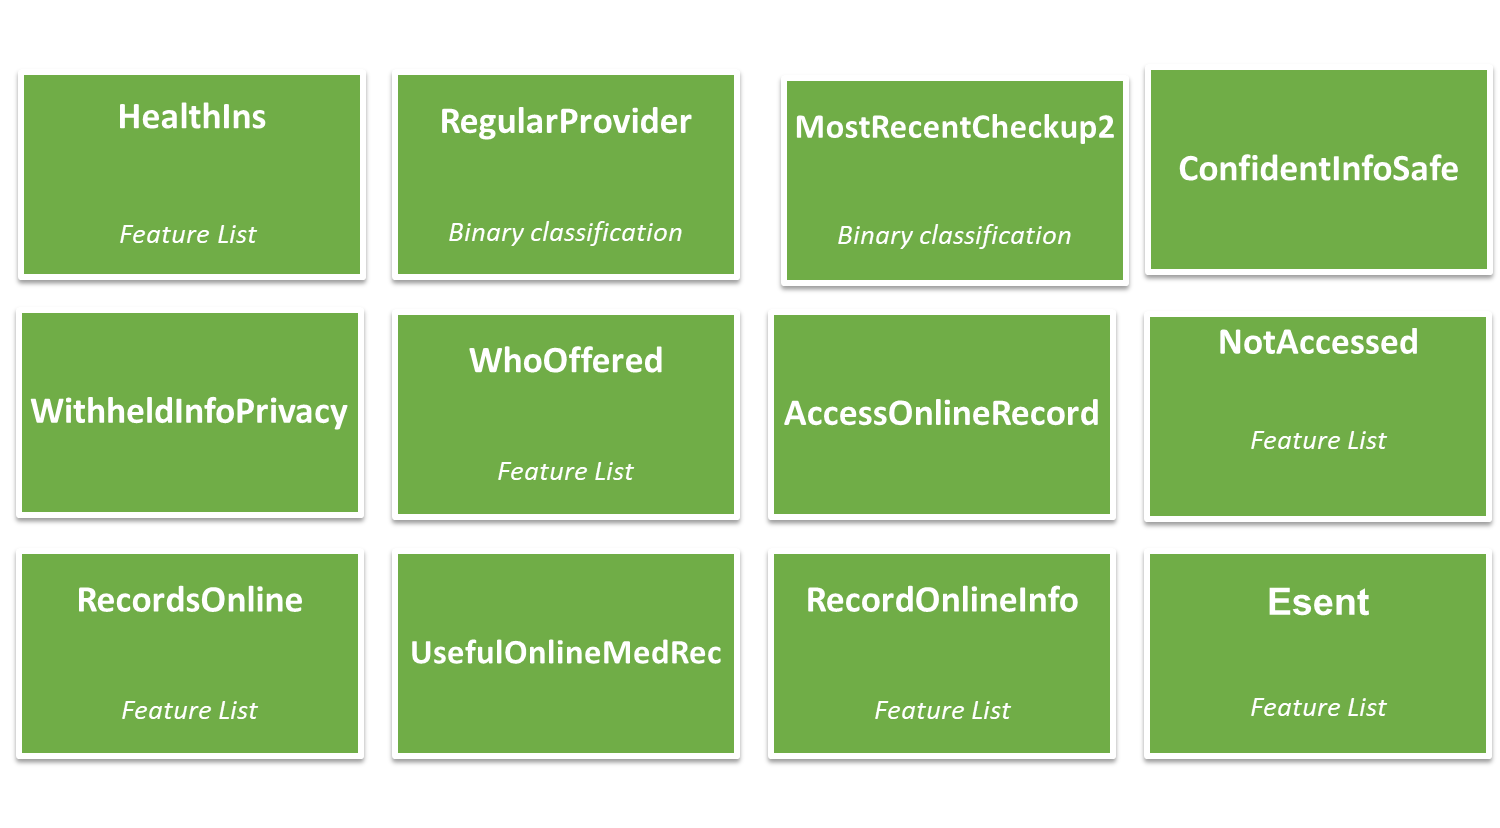 HealthIns
Feature List
RegularProvider
Binary classification
MostRecentCheckup2
Binary classification
ConfidentInfoSafe
WithheldInfoPrivacy
WhoOffered
Feature List
AccessOnlineRecord
NotAccessed
Feature List
RecordsOnline
Feature List
UsefulOnlineMedRec
RecordOnlineInfo
Feature List
Esent
Feature List